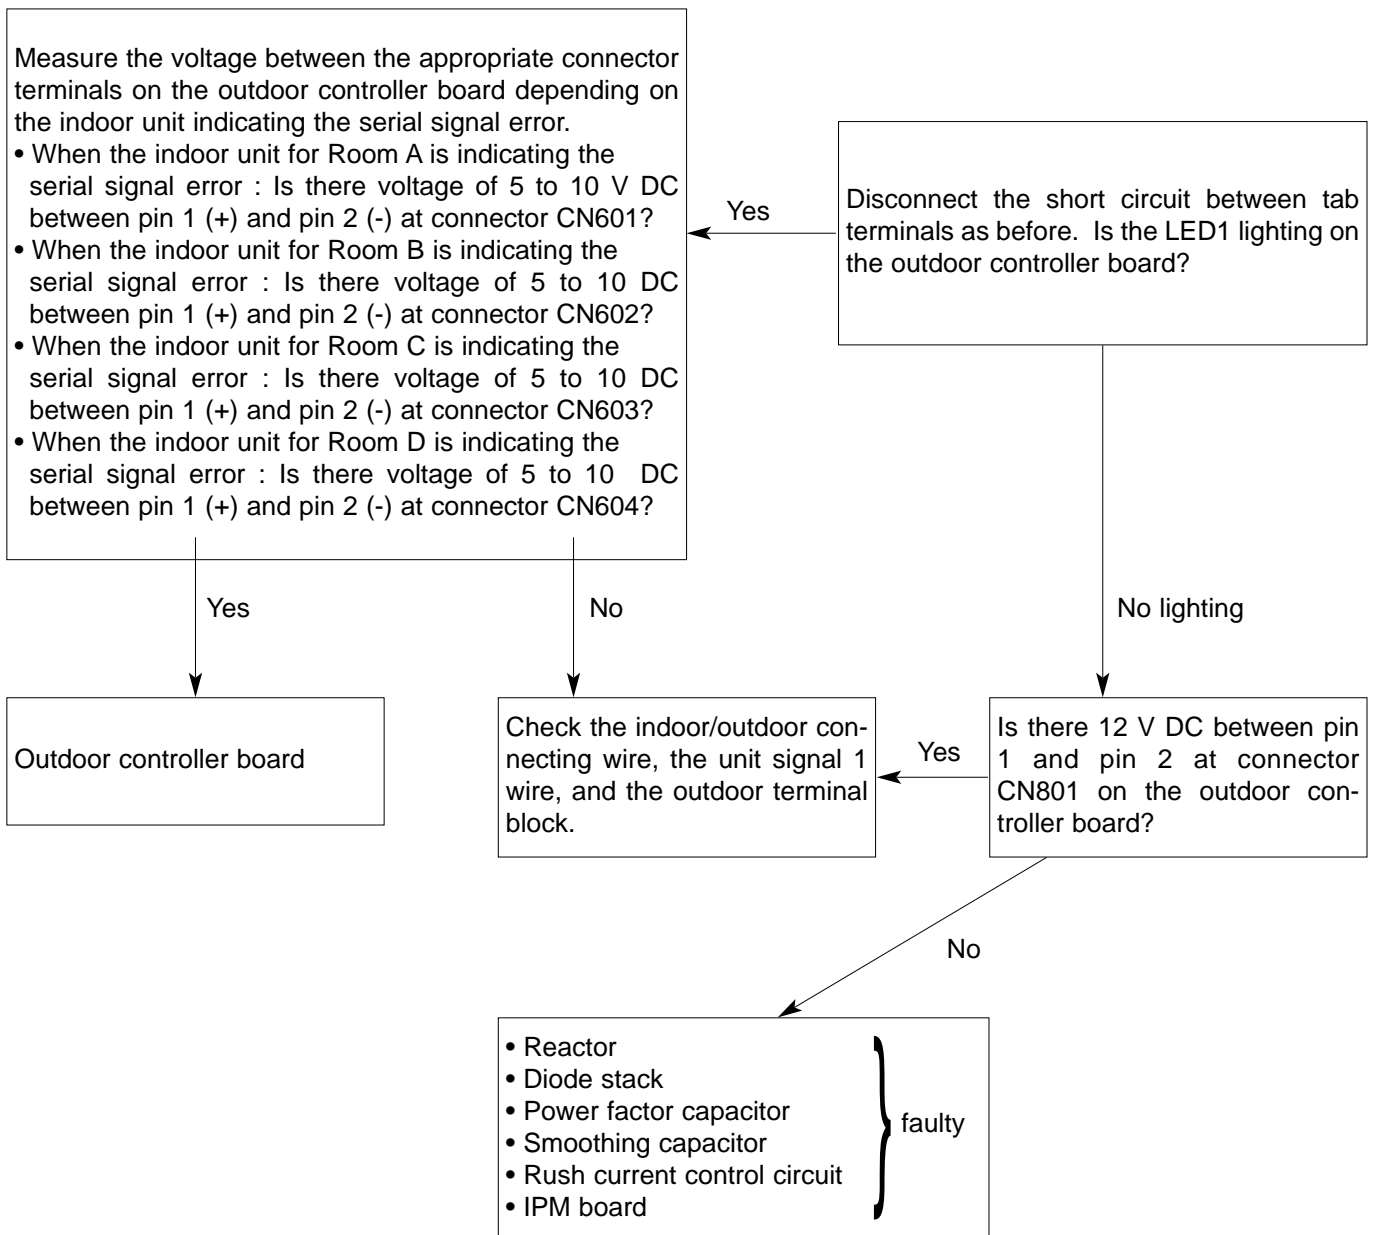 Measure the voltage between the appropriate connector
terminals on the outdoor controller board depending on
the indoor unit indicating the serial signal error.
• When the indoor unit for Room A is indicating the
serial signal error : Is there voltage of 5 to 10 V DC
between pin 1 (+) and pin 2 (-) at connector CN601?
• When the indoor unit for Room B is indicating the
serial signal error : Is there voltage of 5 to 10 DC
between pin 1 (+) and pin 2 (-) at connector CN602?
• When the indoor unit for Room C is indicating the
serial signal error : Is there voltage of 5 to 10 DC
between pin 1 (+) and pin 2 (-) at connector CN603?
• When the indoor unit for Room D is indicating the
serial signal error : Is there voltage of 5 to 10 DC
between pin 1 (+) and pin 2 (-) at connector CN604?
Yes
Disconnect the short circuit between tab
terminals as before. Is the LED1 lighting on
the outdoor controller board?
Yes
No
No lighting
Outdoor controller board
Check the indoor/outdoor con-
necting wire, the unit signal 1
wire, and the outdoor terminal
block.
Yes
Is there 12 V DC between pin
1 and pin 2 at connector
CN801 on the outdoor con-
troller board?
No
• Reactor
• Diode stack
• Power factor capacitor
• Smoothing capacitor
• Rush current control circuit
• IPM board
faulty